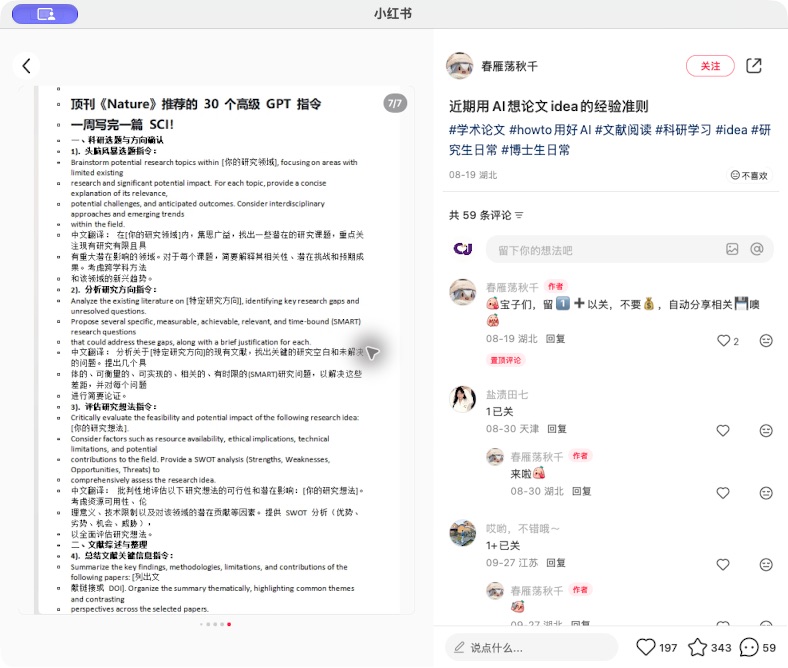 小红书
7/7
顶刊《Nature》推荐的 30 个高级 GPT 指令
一周写完一篇 SCI！
一、科研选题与方向确认
1). 头脑风暴选题指令：
Brainstorm potential research topics within [你的研究领域], focusing on areas with
limited existing
research and significant potential impact. For each topic, provide a concise
explanation of its relevance,
potential challenges, and anticipated outcomes. Consider interdisciplinary
approaches and emerging trends
within the field.
中文翻译： 在[你的研究领域]内，集思广益，找出一些潜在的研究课题，重点关
注现有研究有限且具
有重大潜在影响的领域。对于每个课题，简要解释其相关性、潜在挑战和预期成
果。考虑跨学科方法
和该领域的新兴趋势。
2). 分析研究方向指令：
Analyze the existing literature on [特定研究方向], identifying key research gaps and
unresolved questions.
Propose several specific, measurable, achievable, relevant, and time-bound (SMART)
research questions
that could address these gaps, along with a brief justification for each.
中文翻译： 分析关于[特定研究方向]的现有文献，找出关键的研究空白和未解决
的问题。提出几个具
体的、可衡量的、可实现的、相关的、有时限的(SMART)研究问题，以解决这些
差距，并对每个问题
进行简要论证。
3). 评估研究想法指令：
Critically evaluate the feasibility and potential impact of the following research idea:
[你的研究想法].
Consider factors such as resource availability, ethical implications, technical
limitations, and potential
contributions to the field. Provide a SWOT analysis (Strengths, Weaknesses,
Opportunities, Threats) to
comprehensively assess the research idea.
中文翻译： 批判性地评估以下研究想法的可行性和潜在影响：[你的研究想法]。
考虑资源可用性、伦
理意义、技术限制以及对该领域的潜在贡献等因素。提供 SWOT 分析（优势、
劣势、机会、威胁），
以全面评估研究想法。
二、文献综述与整理
4). 总结文献关键信息指令：
Summarize the key findings, methodologies, limitations, and contributions of the
following papers: [列出文
献链接或 DOI]. Organize the summary thematically, highlighting common themes
and contrasting
perspectives across the selected papers.
春雁荡秋千
关注
近期用AI想论文idea的经验准则
#学术论文 #howto用好AI #文献阅读 #科研学习 #idea #研
究生日常 #博士生日常
08-19 湖北
不喜欢
共 59 条评论
CJ
留下你的想法吧
春雁荡秋千 作者
宝子们，留1️⃣➕以关，不要💰，自动分享相关💾噢
08-19 湖北 回复
2
置顶评论
盐渍田七
1已关
08-30 天津 回复
春雁荡秋千 作者
来啦
08-30 湖北 回复
哎哟，不错哦～
1+已关
09-27 江苏 回复
春雁荡秋千 作者
09-27 湖北 回复
说点什么...
197
343
59